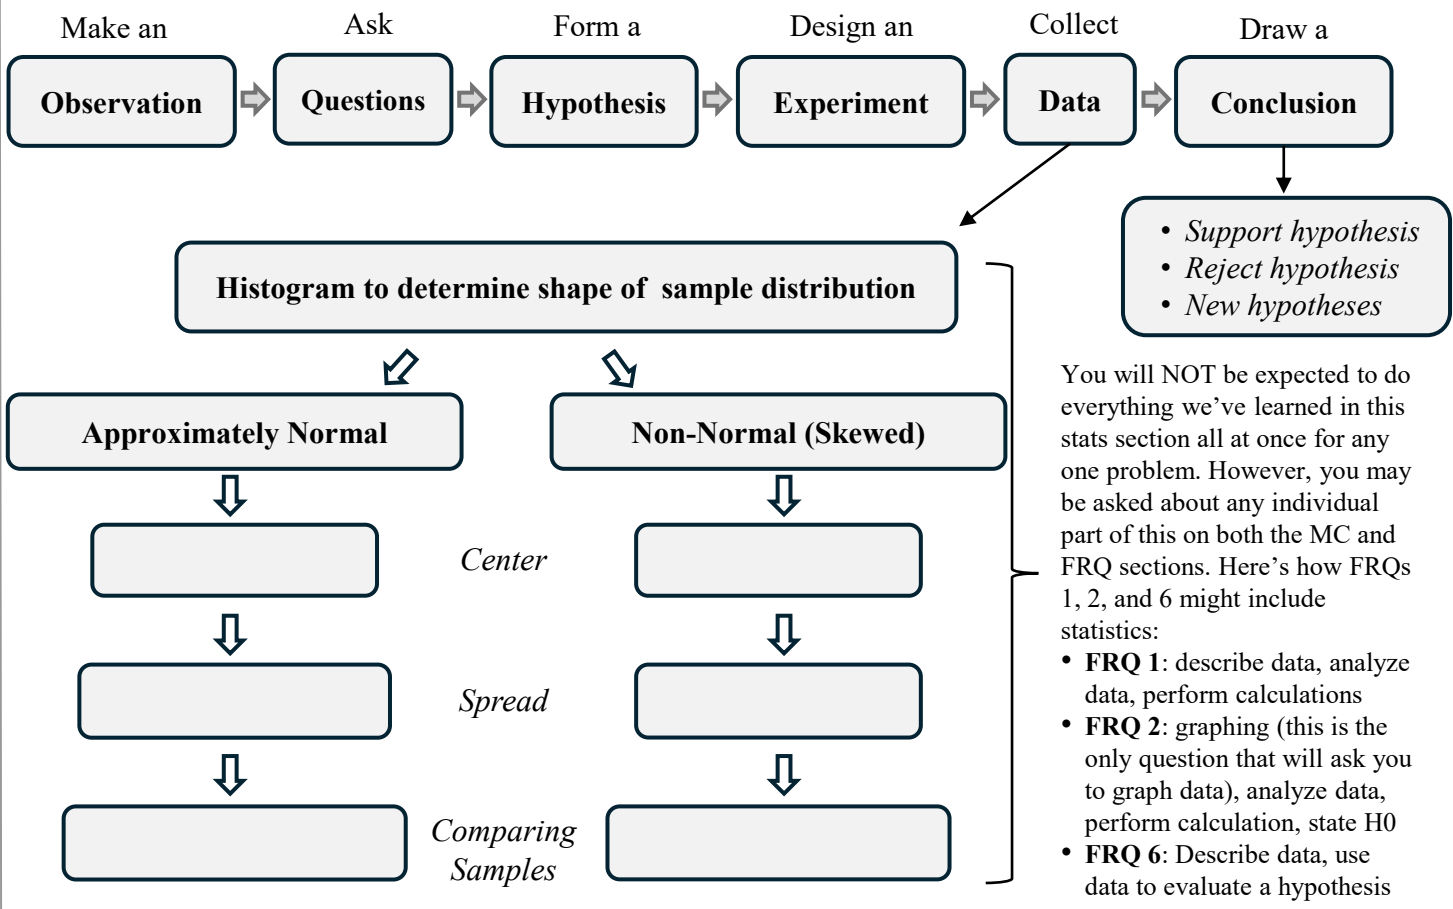 Make an
Ask
Form a
Design an
Collect
Draw a
Observation
Questions
Hypothesis
Experiment
Data
Conclusion
• Support hypothesis
• Reject hypothesis
• New hypotheses
Histogram to determine shape of sample distribution
Approximately Normal
Non-Normal (Skewed)
Center
Spread
Comparing
Samples
You will NOT be expected to do
everything we’ve learned in this
stats section all at once for any
one problem. However, you may
be asked about any individual
part of this on both the MC and
FRQ sections. Here’s how FRQs
1, 2, and 6 might include
statistics:
• FRQ 1: describe data, analyze
data, perform calculations
• FRQ 2: graphing (this is the
only question that will ask you
to graph data), analyze data,
perform calculation, state H0
• FRQ 6: Describe data, use
data to evaluate a hypothesis